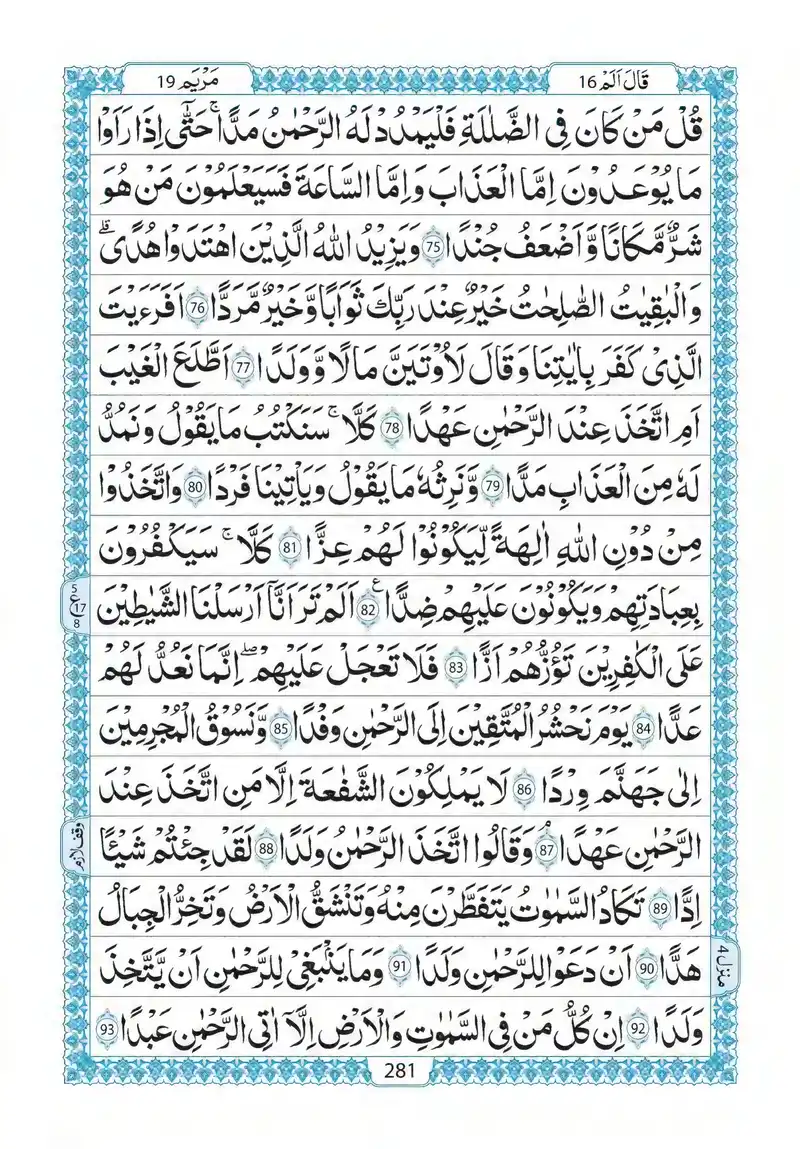 قَالَ اَلَمْ 16
مَرْيَم 19
قُلْ مَنْ كَانَ فِى الضَّلٰلَةِ فَلْيَمْدُدْ لَهُ الرَّحْمٰنُ مَدًّا ۚ حَتّٰٓى اِذَا رَاَوْا
مَا يُوْعَدُوْنَ اِمَّا الْعَذَابَ وَاِمَّا السَّاعَةَ فَسَيَعْلَمُوْنَ مَنْ هُوَ
شَرٌّ مَّكَانًا وَّاَضْعَفُ جُنْدًا 75 وَيَزِيْدُ اللّٰهُ الَّذِيْنَ اهْتَدَوْا هُدًى ۗ
وَالْبٰقِيٰتُ الصّٰلِحٰتُ خَيْرٌ عِنْدَ رَبِّكَ ثَوَابًا وَّخَيْرٌ مَّرَدًّا 76 اَفَرَءَيْتَ
الَّذِىْ كَفَرَ بِاٰيٰتِنَا وَقَالَ لَاُوْتَيَنَّ مَالًا وَّوَلَدًا 77 اَطَّلَعَ الْغَيْبَ
اَمِ اتَّخَذَ عِنْدَ الرَّحْمٰنِ عَهْدًا 78 كَلَّا ۚ سَنَكْتُبُ مَا يَقُوْلُ وَنَمُدُّ
لَهٗ مِنَ الْعَذَابِ مَدًّا 79 وَّنَرِثُهٗ مَا يَقُوْلُ وَيَاْتِيْنَا فَرْدًا 80 وَاتَّخَذُوْا
مِنْ دُوْنِ اللّٰهِ اٰلِهَةً لِّيَكُوْنُوْا لَهُمْ عِزًّا 81 كَلَّا ۚ سَيَكْفُرُوْنَ
بِعِبَادَتِهِمْ وَيَكُوْنُوْنَ عَلَيْهِمْ ضِدًّا 82 ع اَلَمْ تَرَ اَنَّآ اَرْسَلْنَا الشَّيٰطِيْنَ
5 ع 17 8
عَلَى الْكٰفِرِيْنَ تَؤُزُّهُمْ اَزًّا 83 فَلَا تَعْجَلْ عَلَيْهِمْ ۖ اِنَّمَا نَعُدُّ لَهُمْ
عَدًّا 84 يَوْمَ نَحْشُرُ الْمُتَّقِيْنَ اِلَى الرَّحْمٰنِ وَفْدًا 85 وَّنَسُوْقُ الْمُجْرِمِيْنَ
اِلٰى جَهَنَّمَ وِرْدًا 86 لَا يَمْلِكُوْنَ الشَّفٰعَةَ اِلَّا مَنِ اتَّخَذَ عِنْدَ
الرَّحْمٰنِ عَهْدًا 87 وَقَالُوا اتَّخَذَ الرَّحْمٰنُ وَلَدًا 88 لَقَدْ جِئْتُمْ شَيْئًا
وقف لازم
اِدًّا 89 تَكَادُ السَّمٰوٰتُ يَتَفَطَّرْنَ مِنْهُ وَتَنْشَقُّ الْاَرْضُ وَتَخِرُّ الْجِبَالُ
هَدًّا 90 اَنْ دَعَوْا لِلرَّحْمٰنِ وَلَدًا 91 وَمَا يَنْۢبَغِىْ لِلرَّحْمٰنِ اَنْ يَّتَّخِذَ
منزل 4
وَلَدًا 92 اِنْ كُلُّ مَنْ فِى السَّمٰوٰتِ وَالْاَرْضِ اِلَّآ اٰتِى الرَّحْمٰنِ عَبْدًا 93
281